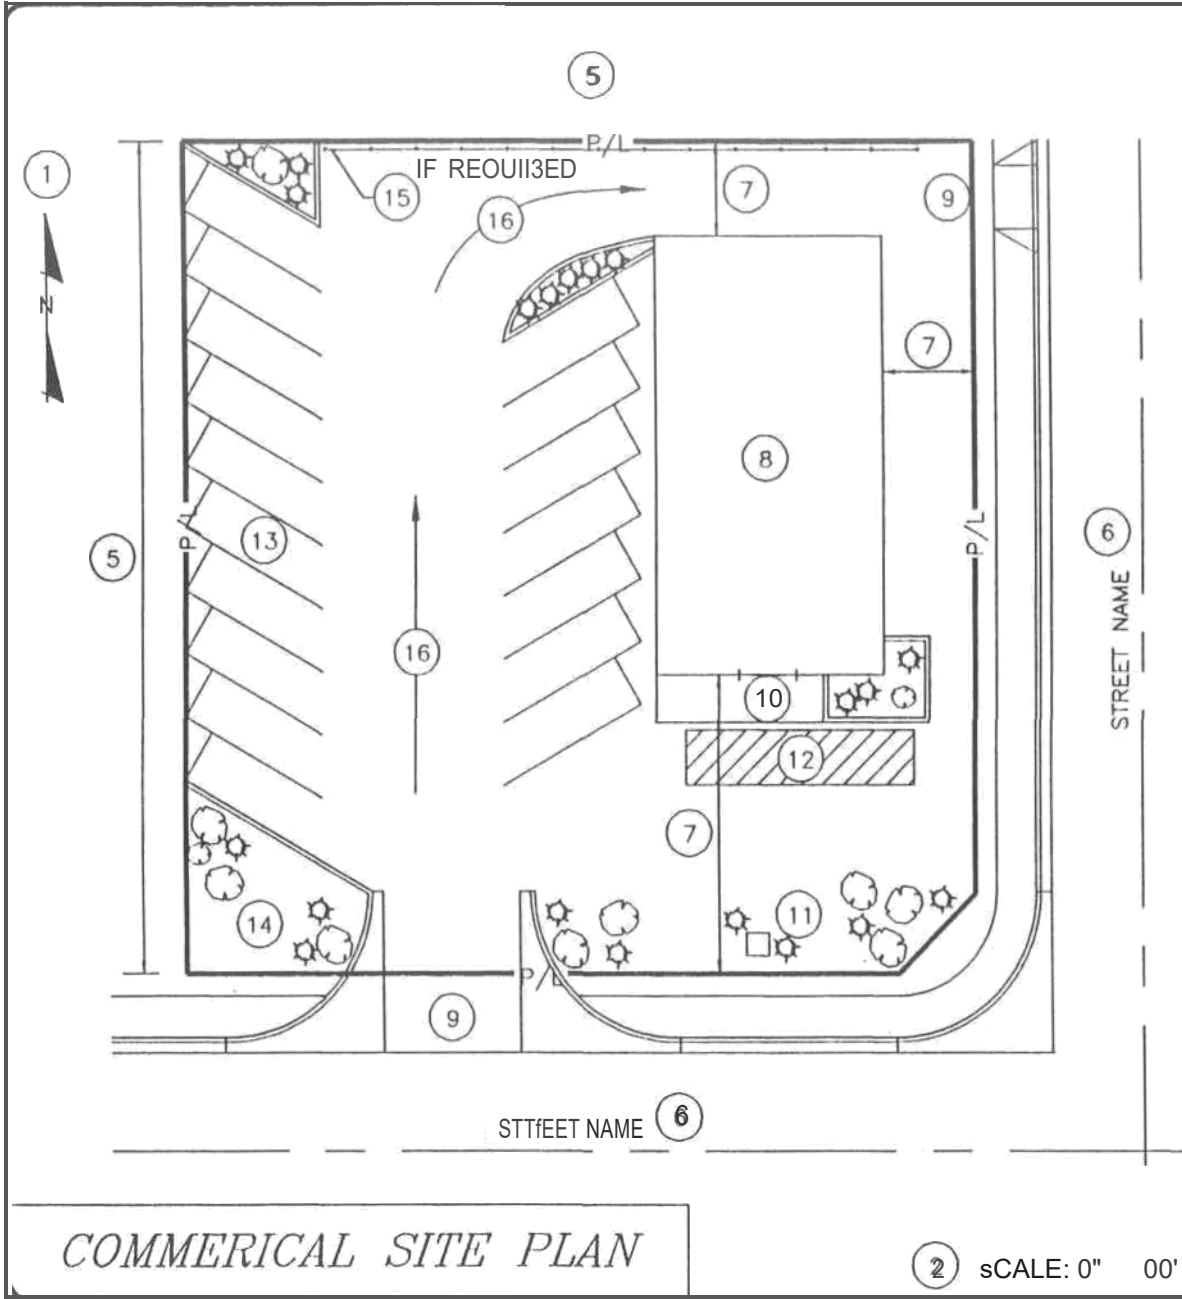 5
P/L
1
IF REOUII3ED
15
16
7
9
N
7
8
P/L
13
P/L
5
6
STREET NAME
16
10
12
7
11
14
P/L
9
STTfEET NAME 6
COMMERICAL SITE PLAN
2 sCALE: 0" 00'